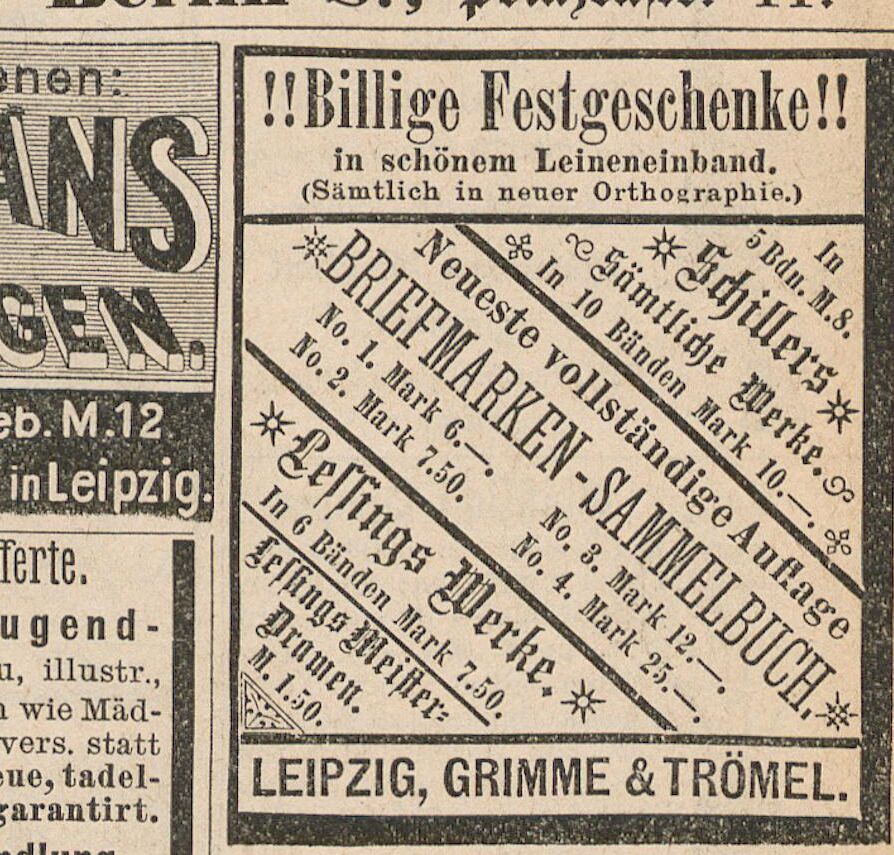 !!Billige Festgeschenke!!
in schönem Leineneinband.
(Sämtlich in neuer Orthographie.)
In
5 Bdn. M. 8.
Schillers
Sämtliche Werke.
In 10 Bänden Mark 10.—.
Neueste vollständige Auflage
BRIEFMARKEN-SAMMELBUCH.
No. 1. Mark 6.—.
No. 2. Mark 7.50.
No. 3. Mark 12.—.
No. 4. Mark 25.—.
Leſſings Werke.
In 6 Bänden Mark 7.50.
Leſſings Meiſter-
Dramen.
M. 1.50.
LEIPZIG, GRIMME & TRÖMEL.
enen:
ANS
GEN.
eb. M.12
in Leipzig.
fferte.
ugend-
u, illustr.,
n wie Mäd-
vers. statt
eue, tadel-
garantirt.